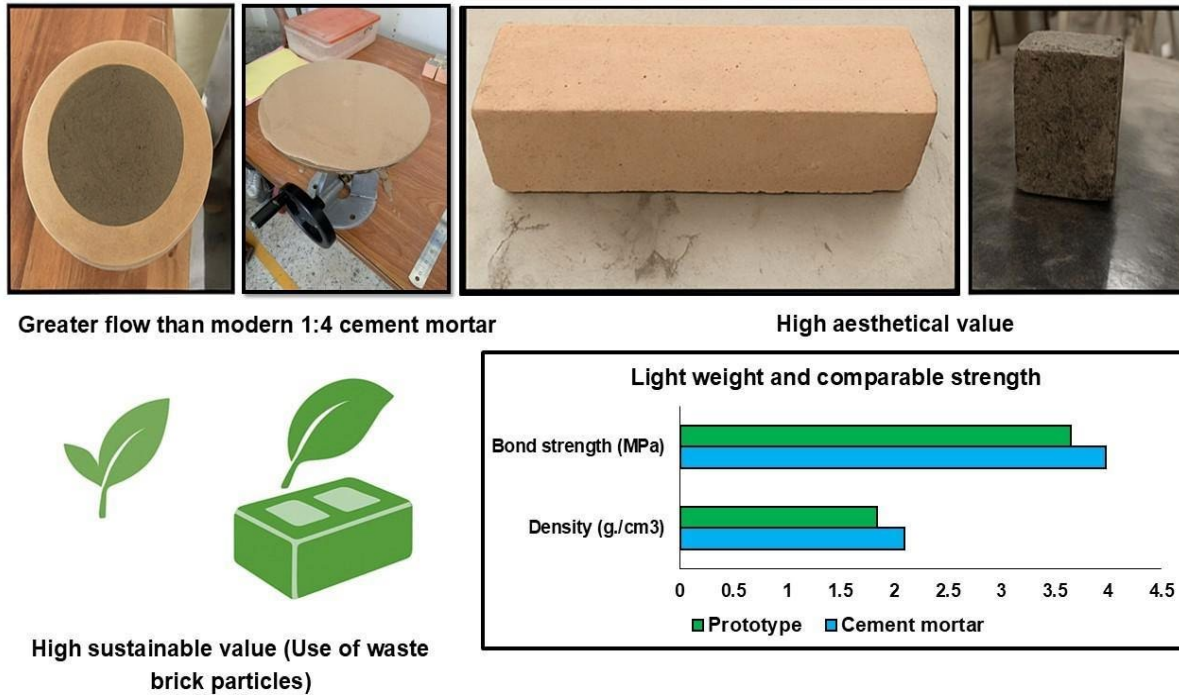 Greater flow than modern 1:4 cement mortar
High aesthetical value
High sustainable value (Use of waste
brick particles)
Light weight and comparable strength
Bond strength (MPa)
Density (g./cm3)
0 0.5 1 1.5 2 2.5 3 3.5 4 4.5
Prototype Cement mortar